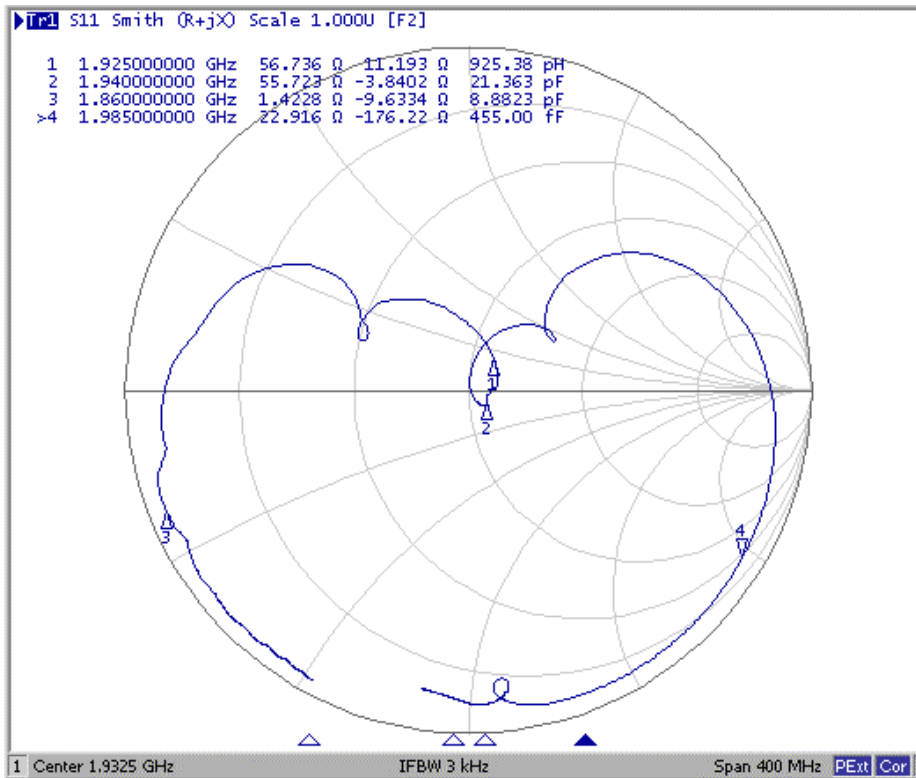 Tr1 S11 Smith (R+jX) Scale 1.000U [F2]
1 1.925000000 GHz 56.736 Ω 11.193 Ω 925.38 pH
2 1.940000000 GHz 55.723 Ω -3.8402 Ω 21.363 pF
3 1.860000000 GHz 1.4228 Ω -9.6334 Ω 8.8823 pF
>4 1.985000000 GHz 22.916 Ω -176.22 Ω 455.00 fF
1
2
3
4
1 Center 1.9325 GHz IFBW 3 kHz Span 400 MHz PExt Cor